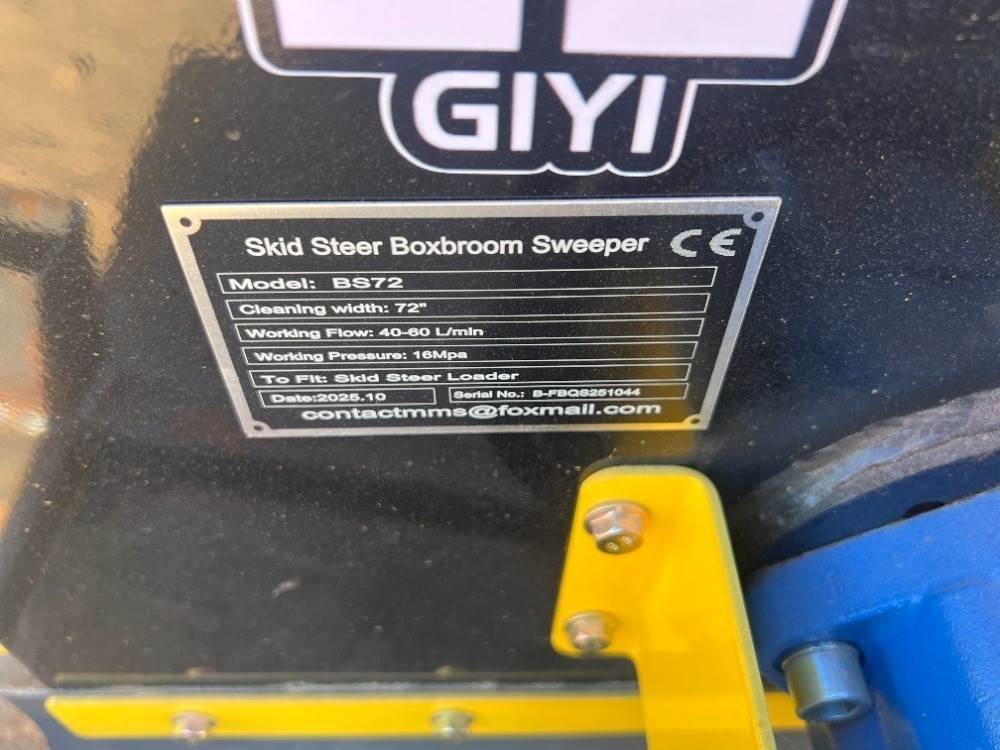 GIYI
Skid Steer Boxbroom Sweeper CE
Model: BS72
Cleaning width: 72"
Working Flow: 40-60 L/min
Working Pressure: 16Mpa
To Fit: Skid Steer Loader
Date:2025.10 Serial No.: B-FBQS251044
contactmms@foxmail.com